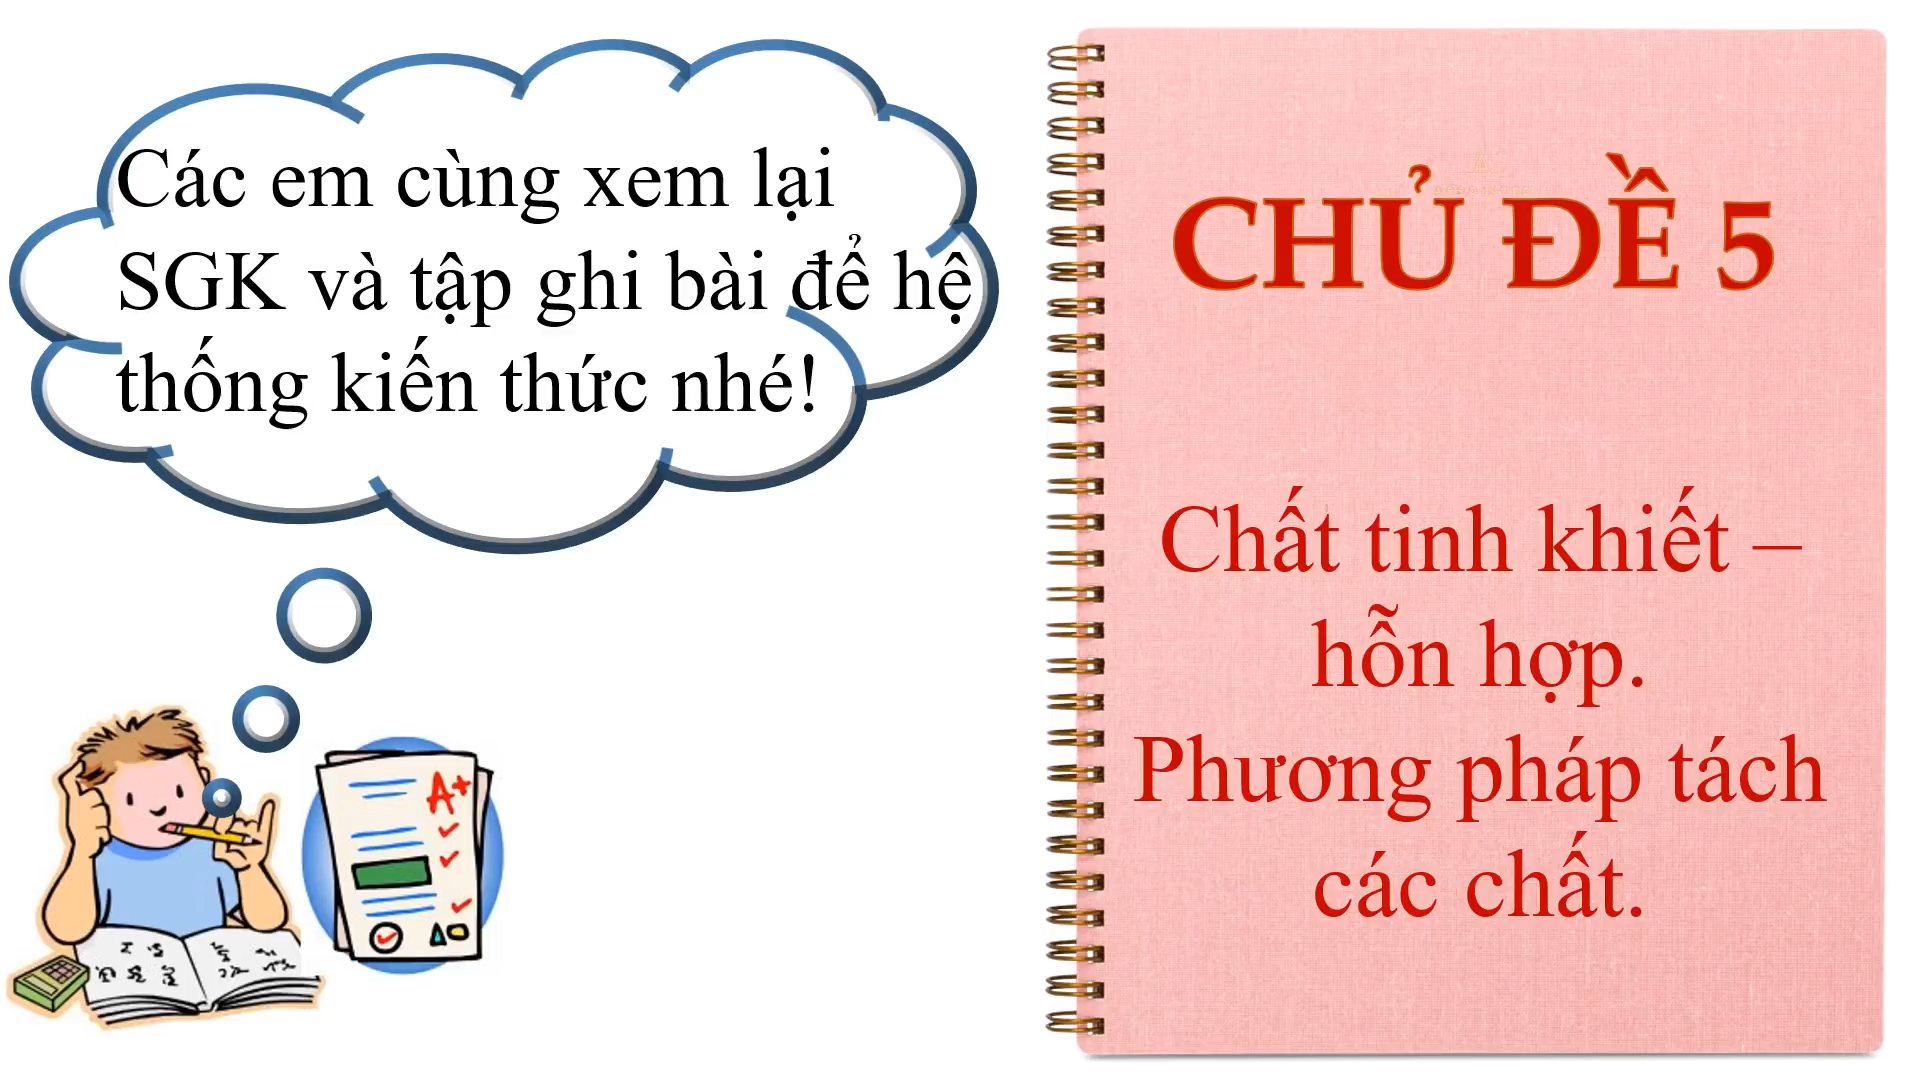 Các em cùng xem lại
SGK và tập ghi bài để hệ
thống kiến thức nhé!
CHỦ ĐỀ 5
Chất tinh khiết –
hỗn hợp.
Phương pháp tách
các chất.
A+